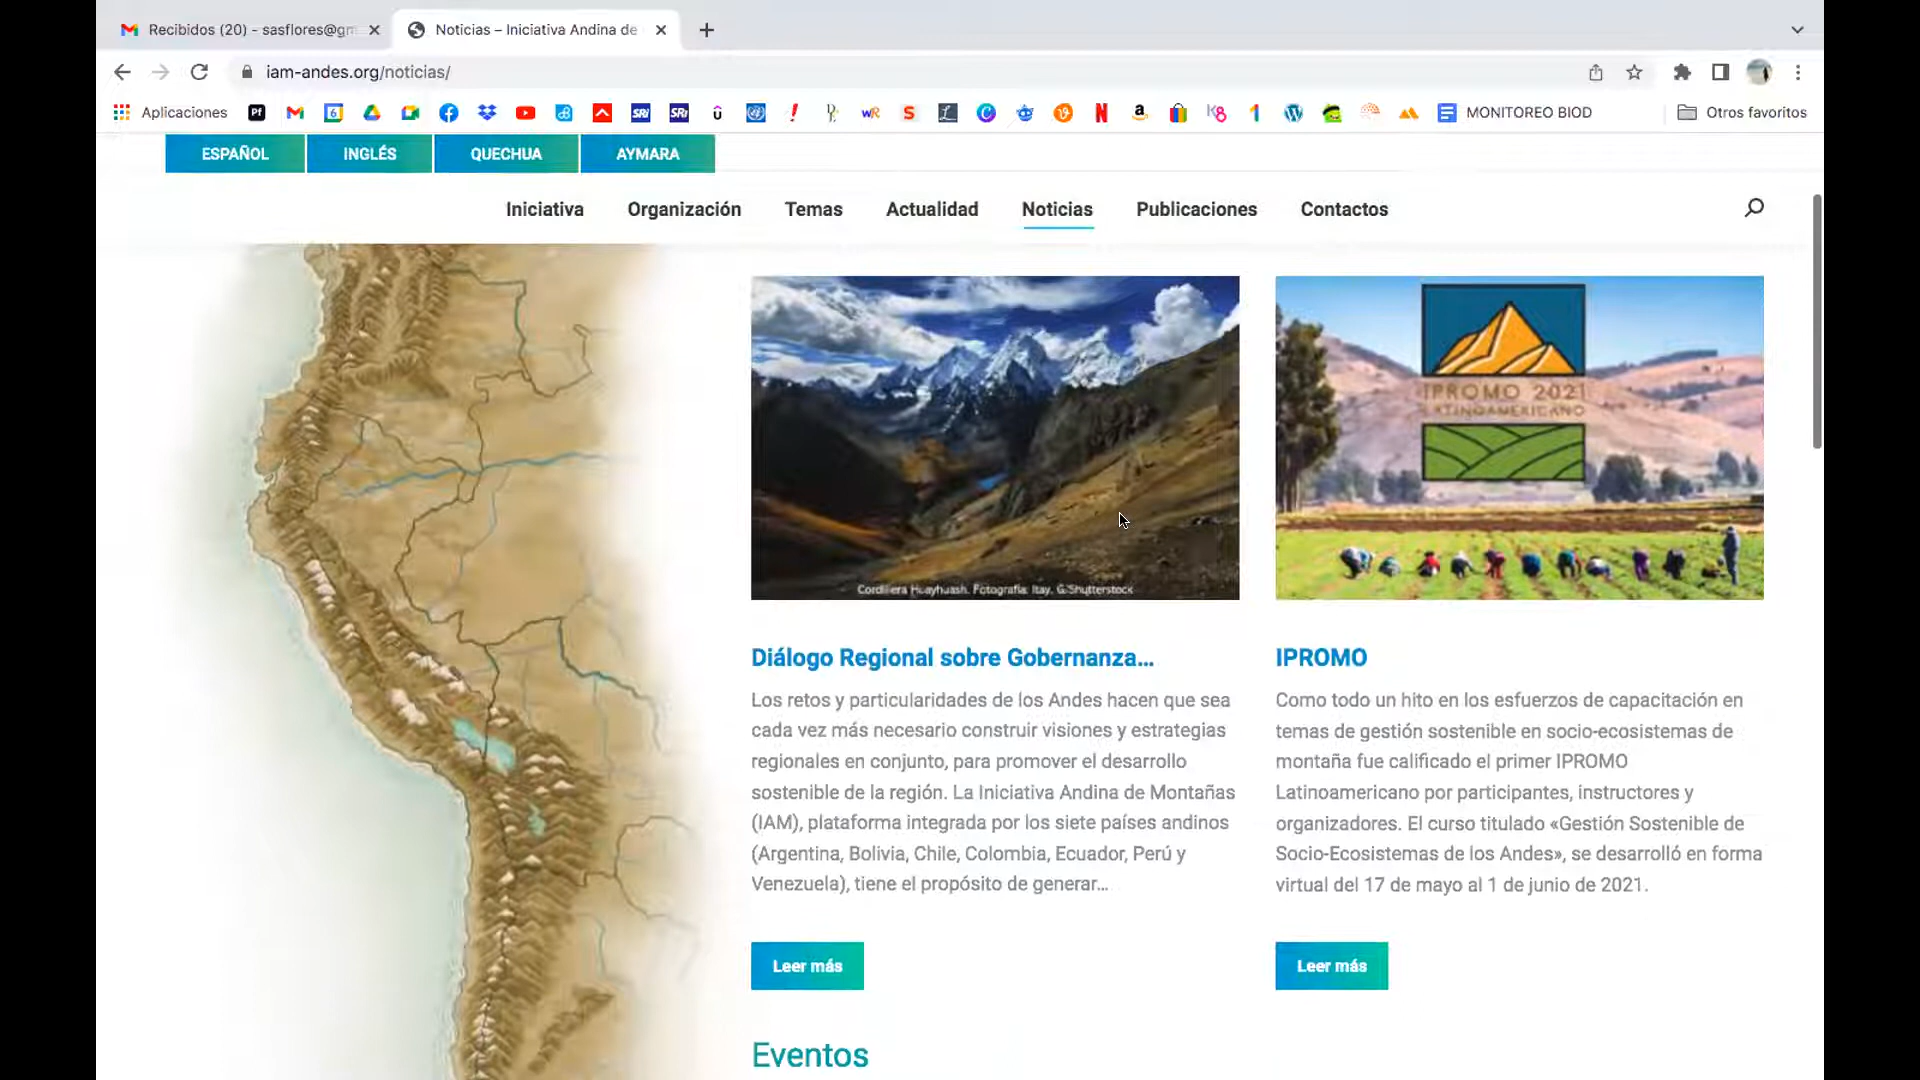 Recibidos (20) - sasflores@gm
Noticias – Iniciativa Andina de
iam-andes.org/noticias/
Aplicaciones
MONITOREO BIOD
Otros favoritos
ESPAÑOL
INGLÉS
QUECHUA
AYMARA
Iniciativa
Organización
Temas
Actualidad
Noticias
Publicaciones
Contactos
Cordillera Huayhuash. Fotografía: Itay. G/Shutterstock
IPROMO 2021
LATINOAMERICANO
Diálogo Regional sobre Gobernanza...
Los retos y particularidades de los Andes hacen que sea
cada vez más necesario construir visiones y estrategias
regionales en conjunto, para promover el desarrollo
sostenible de la región. La Iniciativa Andina de Montañas
(IAM), plataforma integrada por los siete países andinos
(Argentina, Bolivia, Chile, Colombia, Ecuador, Perú y
Venezuela), tiene el propósito de generar...
Leer más
IPROMO
Como todo un hito en los esfuerzos de capacitación en
temas de gestión sostenible en socio-ecosistemas de
montaña fue calificado el primer IPROMO
Latinoamericano por participantes, instructores y
organizadores. El curso titulado «Gestión Sostenible de
Socio-Ecosistemas de los Andes», se desarrolló en forma
virtual del 17 de mayo al 1 de junio de 2021.
Leer más
Eventos